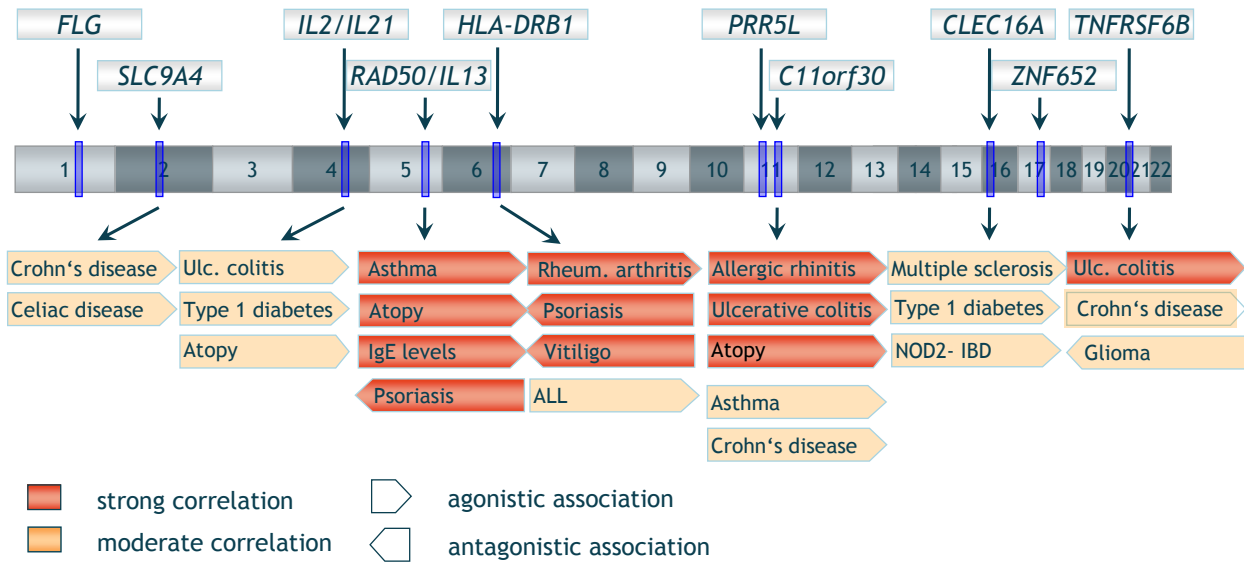 FLG
IL2/IL21
HLA-DRB1
PRR5L
CLEC16A
TNFRSF6B
SLC9A4
RAD50/IL13
C11orf30
ZNF652
1 2 3 4 5 6 7 8 9 10 11 12 13 14 15 16 17 18 19 20 21 22
Crohn‘s disease
Celiac disease
Ulc. colitis
Type 1 diabetes
Atopy
Asthma
Atopy
IgE levels
Psoriasis
Rheum. arthritis
Psoriasis
Vitiligo
ALL
Allergic rhinitis
Ulcerative colitis
Atopy
Asthma
Crohn‘s disease
Multiple sclerosis
Type 1 diabetes
NOD2- IBD
Ulc. colitis
Crohn‘s disease
Glioma
strong correlation
moderate correlation
agonistic association
antagonistic association